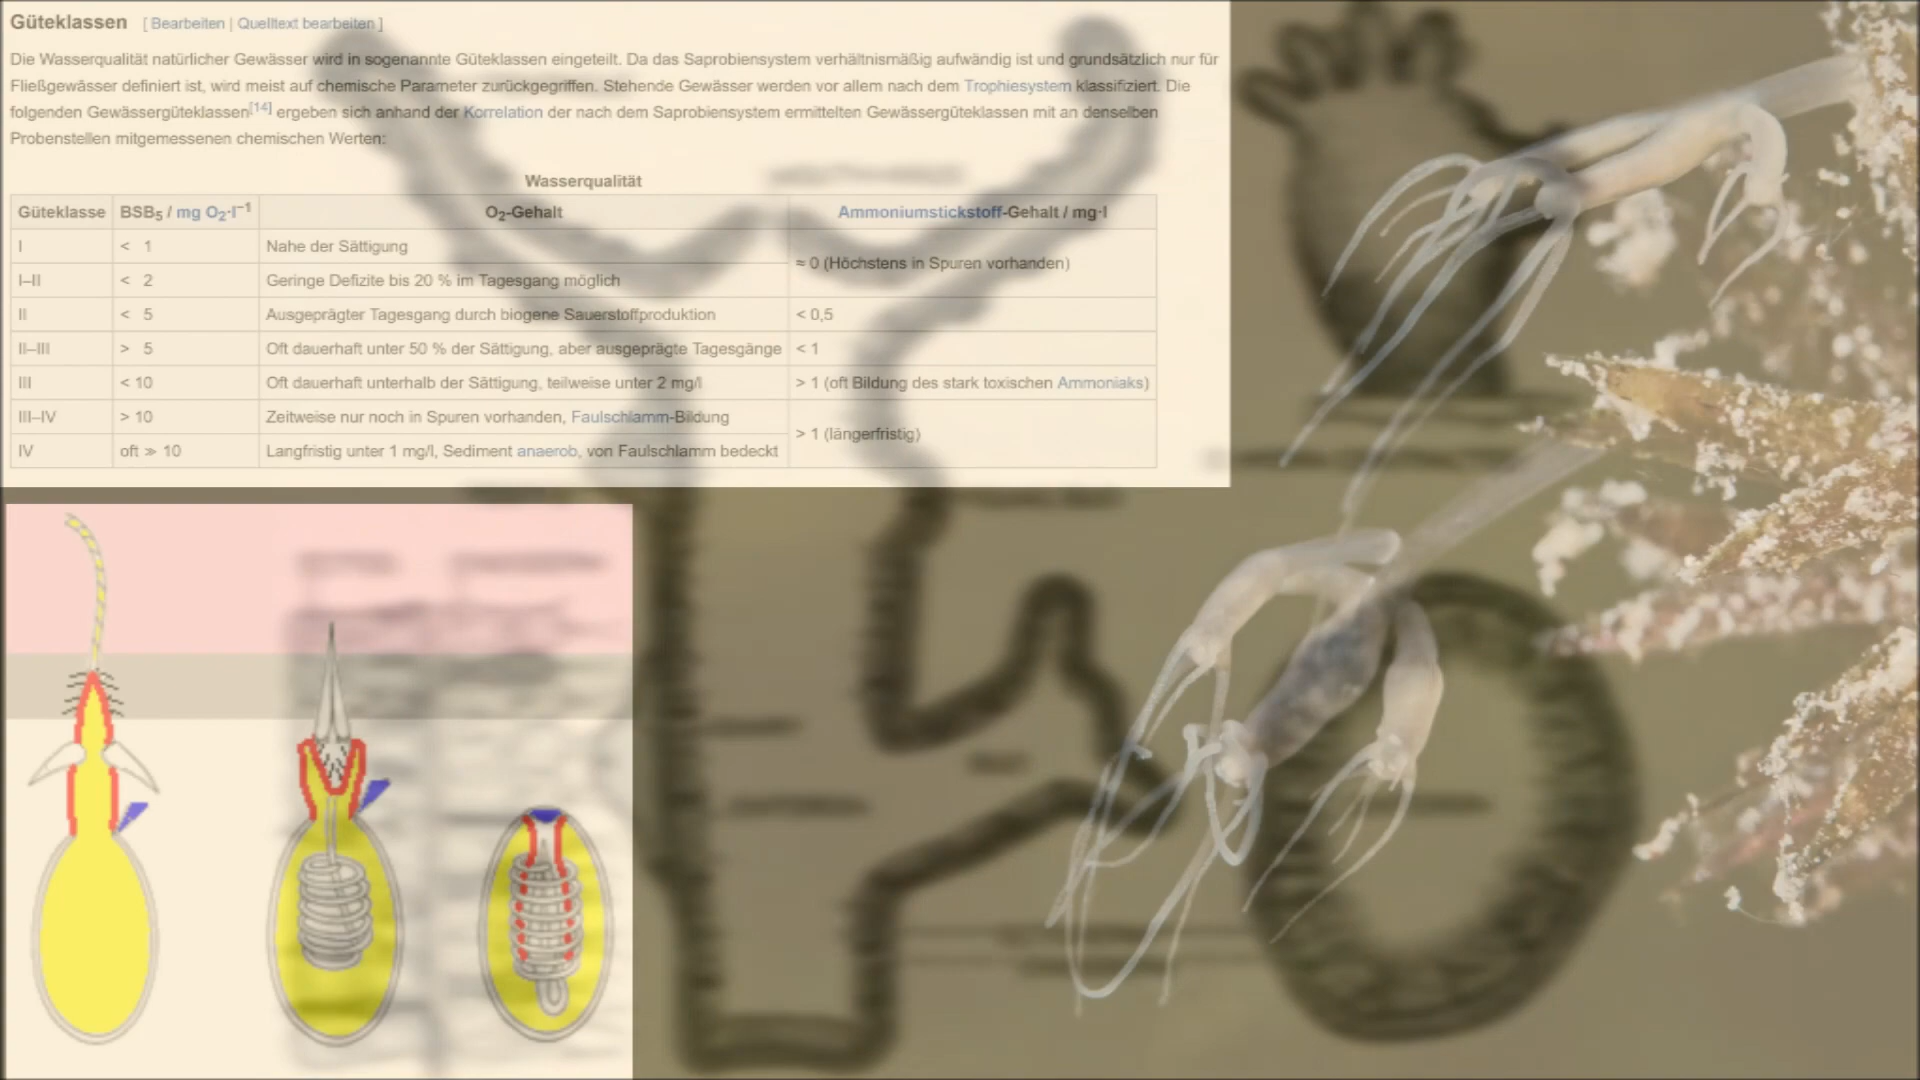 Güteklassen [ Bearbeiten | Quelltext bearbeiten ]
Die Wasserqualität natürlicher Gewässer wird in sogenannte Güteklassen eingeteilt. Da das Saprobiensystem verhältnismäßig aufwändig ist und grundsätzlich nur für
Fließgewässer definiert ist, wird meist auf chemische Parameter zurückgegriffen. Stehende Gewässer werden vor allem nach dem Trophiesystem klassifiziert. Die
folgenden Gewässergüteklassen[14] ergeben sich anhand der Korrelation der nach dem Saprobiensystem ermittelten Gewässergüteklassen mit an denselben
Probenstellen mitgemessenen chemischen Werten:
Wasserqualität
Güteklasse BSB₅ / mg O₂·l⁻¹ O₂-Gehalt Ammoniumstickstoff-Gehalt / mg·l
I < 1 Nahe der Sättigung ≈ 0 (Höchstens in Spuren vorhanden)
I–II < 2 Geringe Defizite bis 20 % im Tagesgang möglich
II < 5 Ausgeprägter Tagesgang durch biogene Sauerstoffproduktion < 0,5
II–III > 5 Oft dauerhaft unter 50 % der Sättigung, aber ausgeprägte Tagesgänge < 1
III < 10 Oft dauerhaft unterhalb der Sättigung, teilweise unter 2 mg/l > 1 (oft Bildung des stark toxischen Ammoniaks)
III–IV > 10 Zeitweise nur noch in Spuren vorhanden, Faulschlamm-Bildung > 1 (längerfristig)
IV oft ≫ 10 Langfristig unter 1 mg/l, Sediment anaerob, von Faulschlamm bedeckt